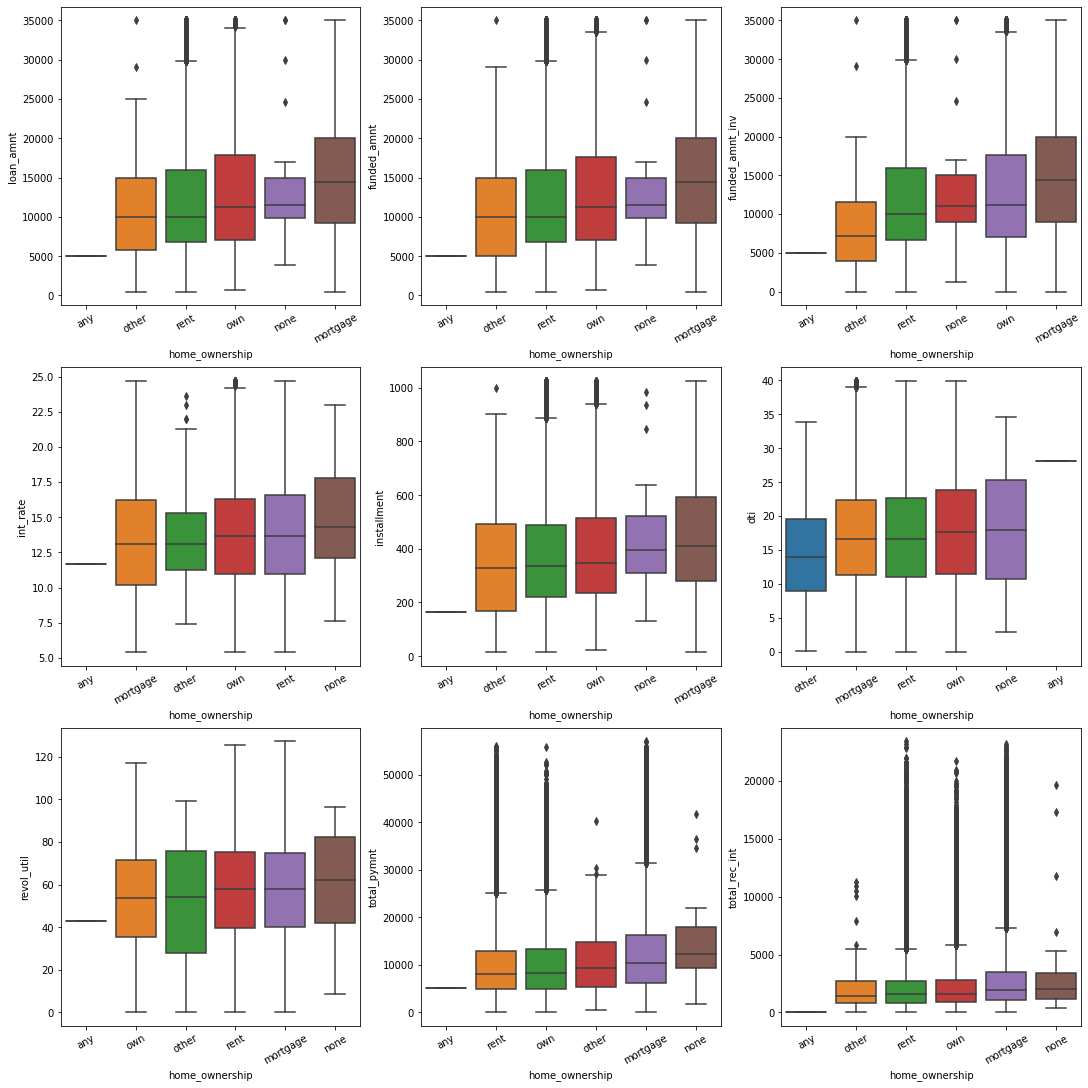 35000
30000
25000
20000
15000
10000
5000
0
loan_amnt
any other rent own none mortgage
home_ownership
35000
30000
25000
20000
15000
10000
5000
0
funded_amnt
any other rent own none mortgage
home_ownership
35000
30000
25000
20000
15000
10000
5000
0
funded_amnt_inv
any other rent none own mortgage
home_ownership
25.0
22.5
20.0
17.5
15.0
12.5
10.0
7.5
5.0
int_rate
any mortgage other own rent none
home_ownership
1000
800
600
400
200
0
installment
any other rent own none mortgage
home_ownership
40
35
30
25
20
15
10
5
0
dti
other mortgage rent own none any
home_ownership
120
100
80
60
40
20
0
revol_util
any own other rent mortgage none
home_ownership
50000
40000
30000
20000
10000
0
total_pymnt
any rent own other mortgage none
home_ownership
20000
15000
10000
5000
0
total_rec_int
any other rent own mortgage none
home_ownership